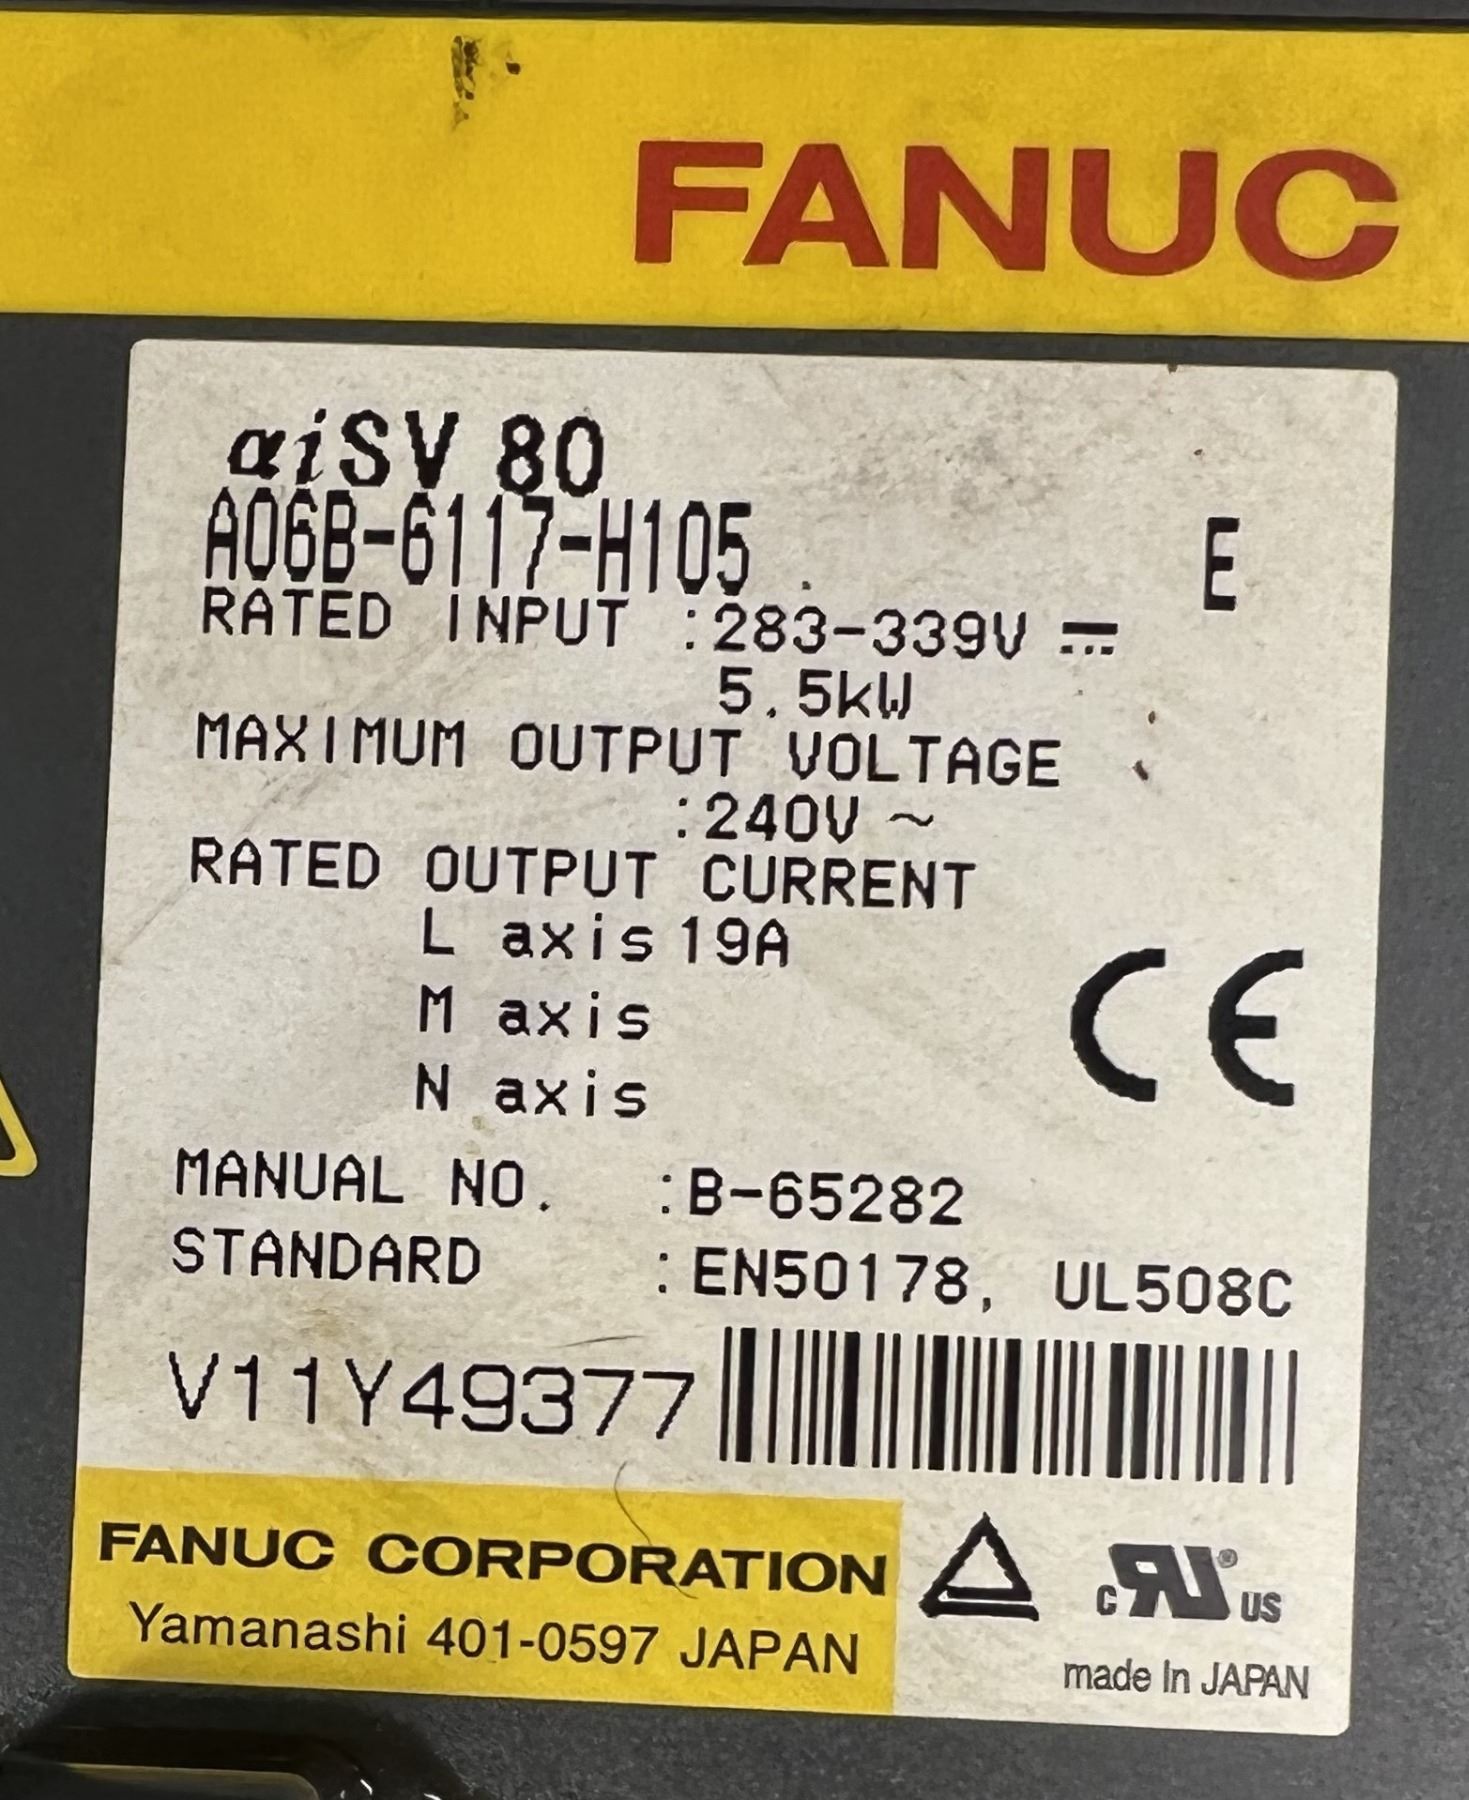 FANUC
αiSV 80
A06B-6117-H105 E
RATED INPUT :283-339V ⎓
5.5kW
MAXIMUM OUTPUT VOLTAGE
:240V ~
RATED OUTPUT CURRENT
L axis 19A
M axis
N axis
CE
MANUAL NO. :B-65282
STANDARD :EN50178, UL508C
V11Y49377
FANUC CORPORATION
Yamanashi 401-0597 JAPAN
c RU ® US
made in JAPAN